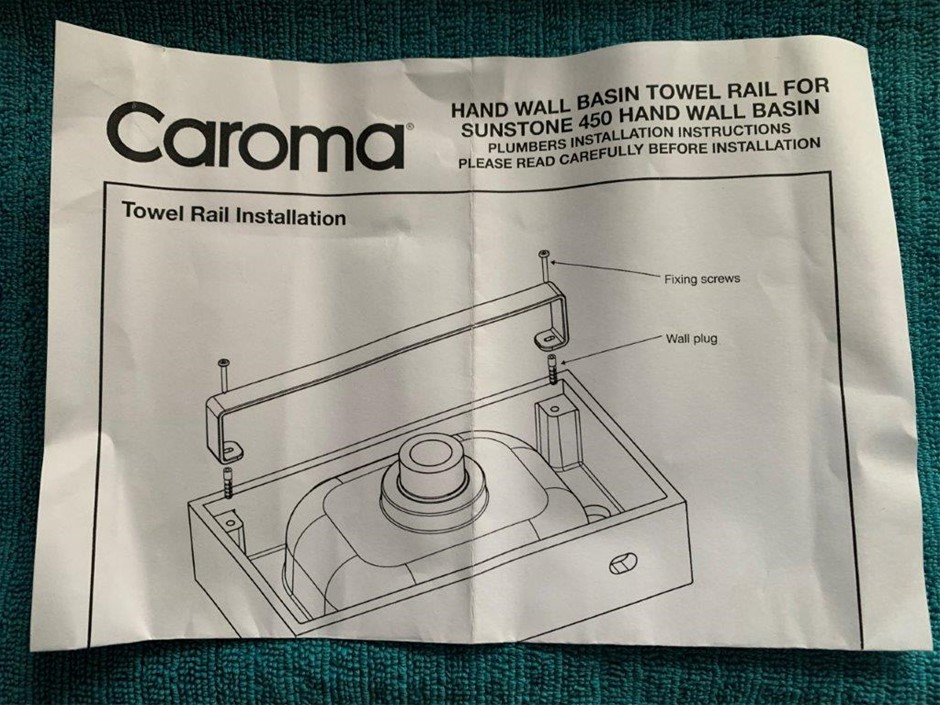 Caroma®
HAND WALL BASIN TOWEL RAIL FOR
SUNSTONE 450 HAND WALL BASIN
PLUMBERS INSTALLATION INSTRUCTIONS
PLEASE READ CAREFULLY BEFORE INSTALLATION
Towel Rail Installation
Fixing screws
Wall plug